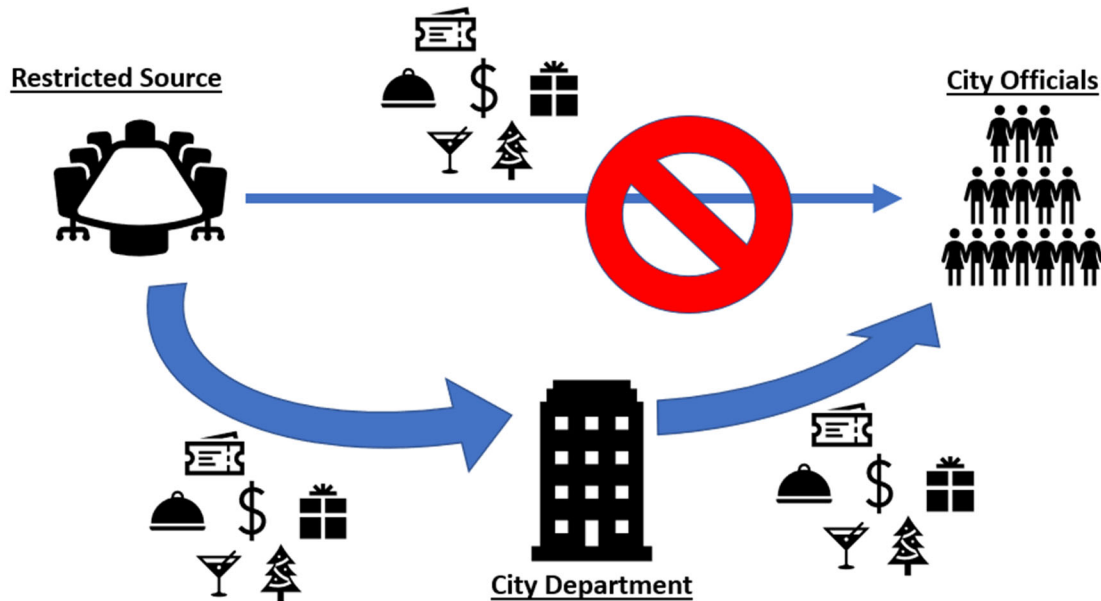 Restricted Source
City Officials
$
$
$
City Department